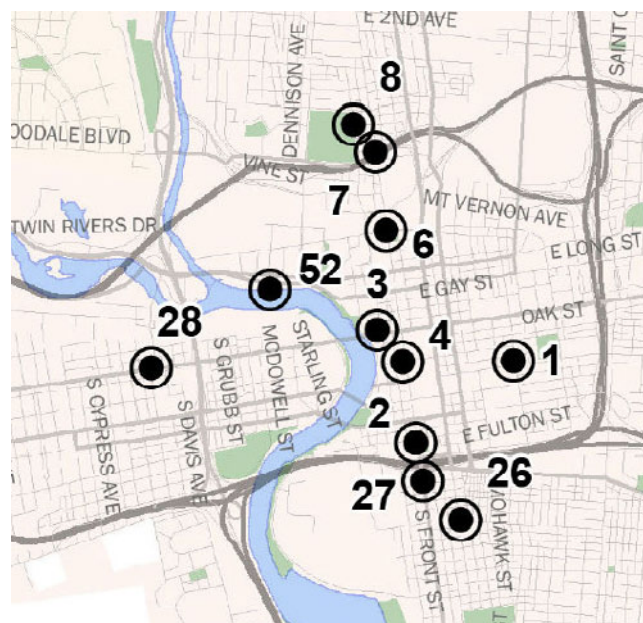 E 2ND AVE
SAINT C
DENNISON AVE
8
OODALE BLVD
VINE ST
7
MT VERNON AVE
TWIN RIVERS DR
6
E LONG ST
52
3
E GAY ST
28
OAK ST
STARLING ST
MCDOWELL ST
S GRUBB ST
4
1
S CYPRESS AVE
S DAVIS AVE
2
E FULTON ST
27
26
S FRONT ST
MOHAWK ST
T